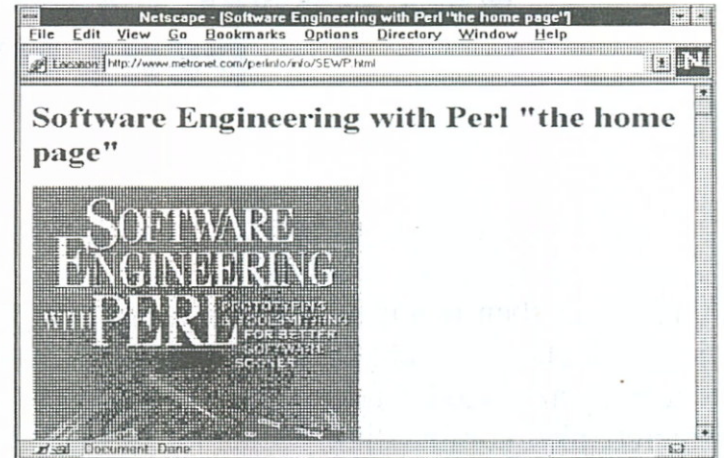 Netscape - [Software Engineering with Perl "the home page"]
File Edit View Go Bookmarks Options Directory Window Help
Location: http://www.metronet.com/perlinfo/info/SEWP.html
N
Software Engineering with Perl "the home
page"
SOFTWARE
ENGINEERING
WITH PERL
PROTOTYPING
TOOLSMITHING
FOR BETTER
SOFTWARE -
SOONER
Document: Done